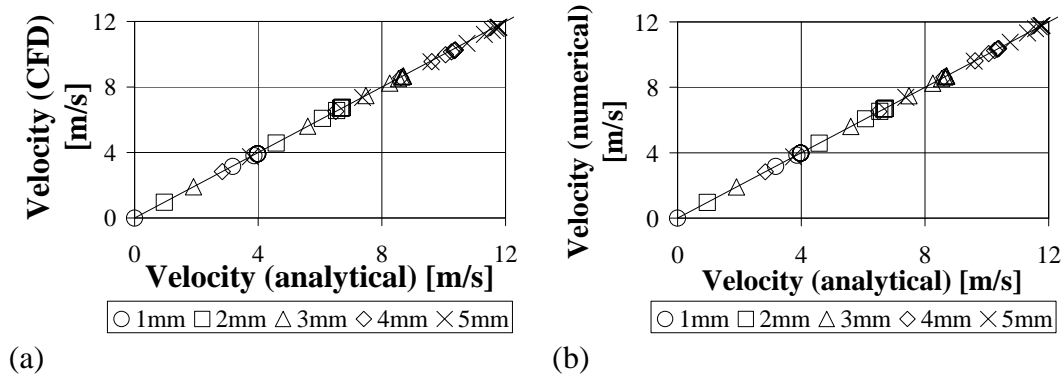 Velocity (CFD)
[m/s]
12
8
4
0
0 4 8 12
Velocity (analytical) [m/s]
1mm 2mm 3mm 4mm 5mm
(a)
Velocity (numerical)
[m/s]
12
8
4
0
0 4 8 12
Velocity (analytical) [m/s]
1mm 2mm 3mm 4mm 5mm
(b)